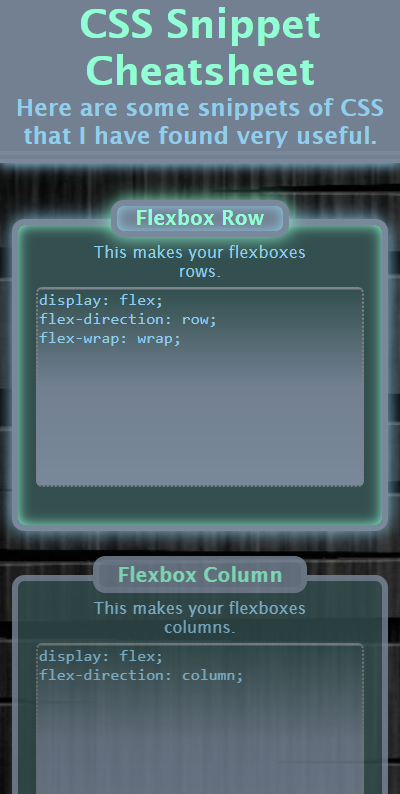 CSS Snippet
Cheatsheet
Here are some snippets of CSS
that I have found very useful.
Flexbox Row
This makes your flexboxes
rows.
display: flex;
flex-direction: row;
flex-wrap: wrap;
Flexbox Column
This makes your flexboxes
columns.
display: flex;
flex-direction: column;